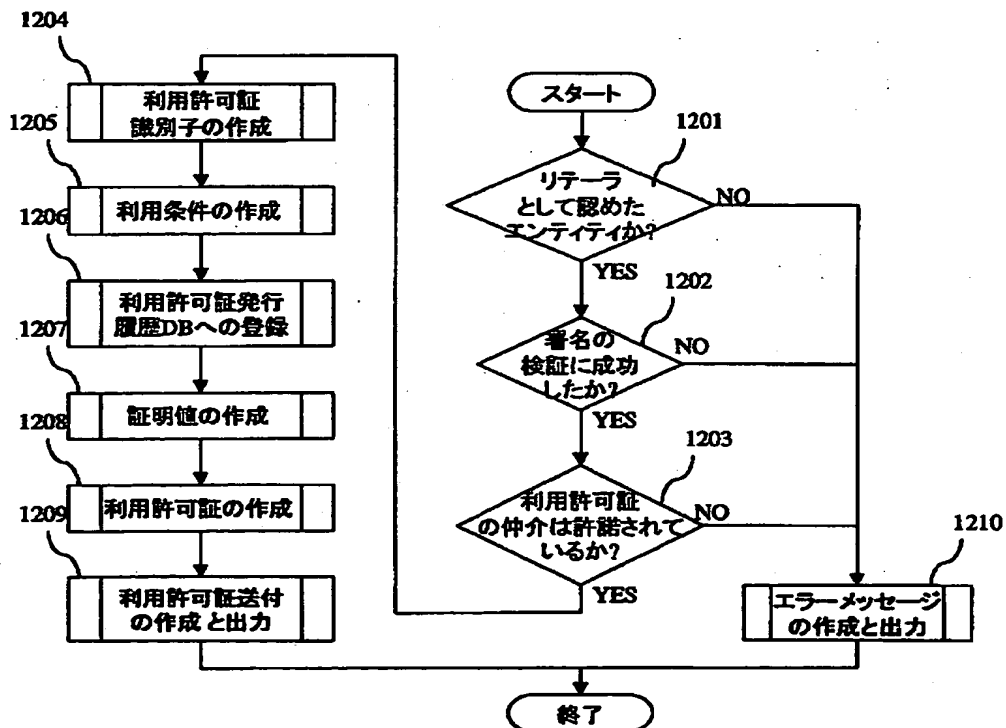 スタート
1201
リテーラ
として認めた
エンティティか?
NO
YES
1202
署名の
検証に成功
したか?
NO
YES
1203
利用許可証
の仲介は許諾されて
いるか?
NO
YES
1204
利用許可証
識別子の作成
1205
利用条件の作成
1206
利用許可証発行
履歴DBへの登録
1207
証明値の作成
1208
利用許可証の作成
1209
利用許可証送付
の作成と出力
1210
エラーメッセージ
の作成と出力
終了